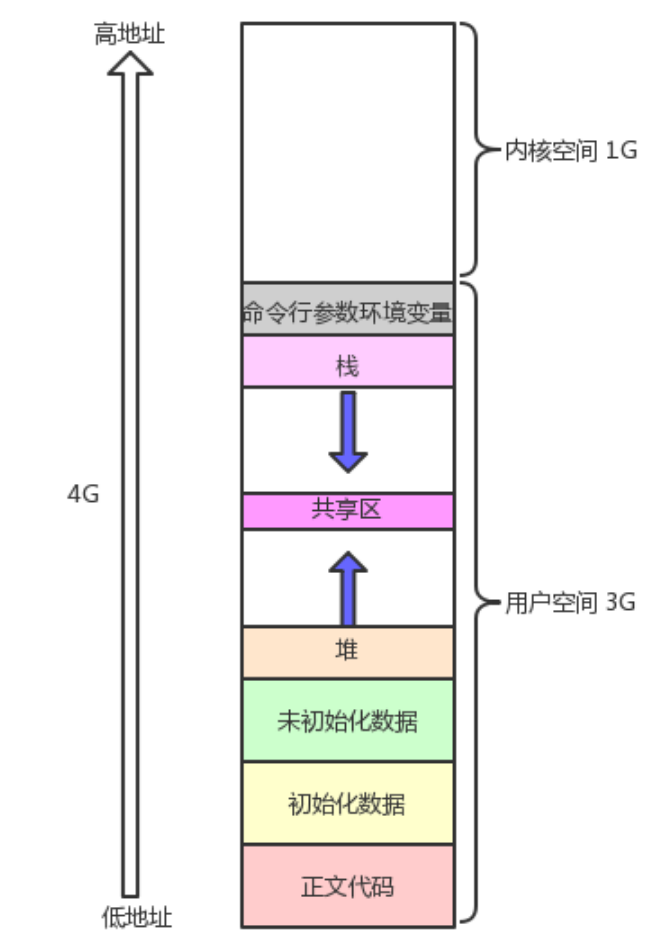 高地址
内核空间 1G
命令行参数环境变量
栈
4G
共享区
用户空间 3G
堆
未初始化数据
初始化数据
正文代码
低地址